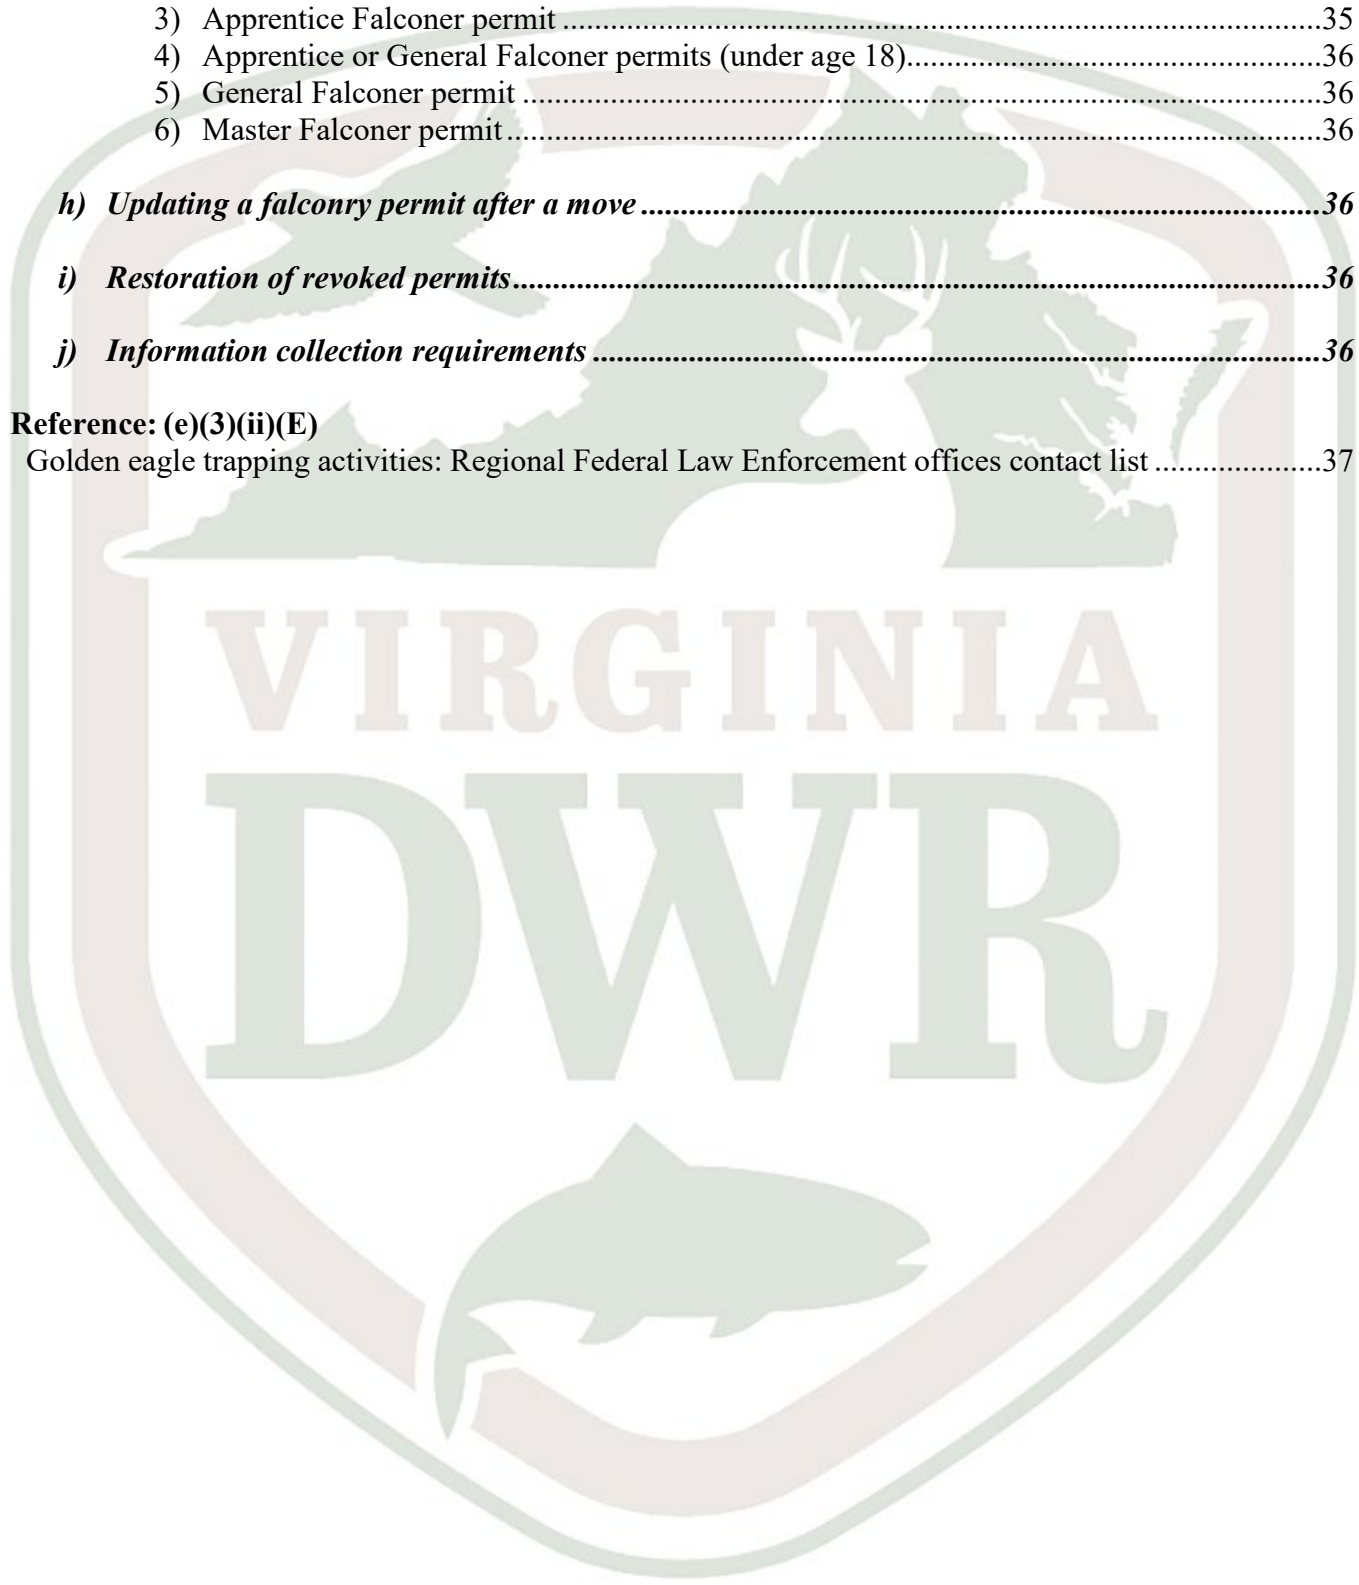 3) Apprentice Falconer permit ........................................................................................................35
4) Apprentice or General Falconer permits (under age 18).........................................................36
5) General Falconer permit .............................................................................................................36
6) Master Falconer permit ...............................................................................................................36
h) Updating a falconry permit after a move ...............................................................................................36
i) Restoration of revoked permits................................................................................................................36
j) Information collection requirements .....................................................................................................36
Reference: (e)(3)(ii)(E)
Golden eagle trapping activities: Regional Federal Law Enforcement offices contact list .....................37
VIRGINIA
DWR